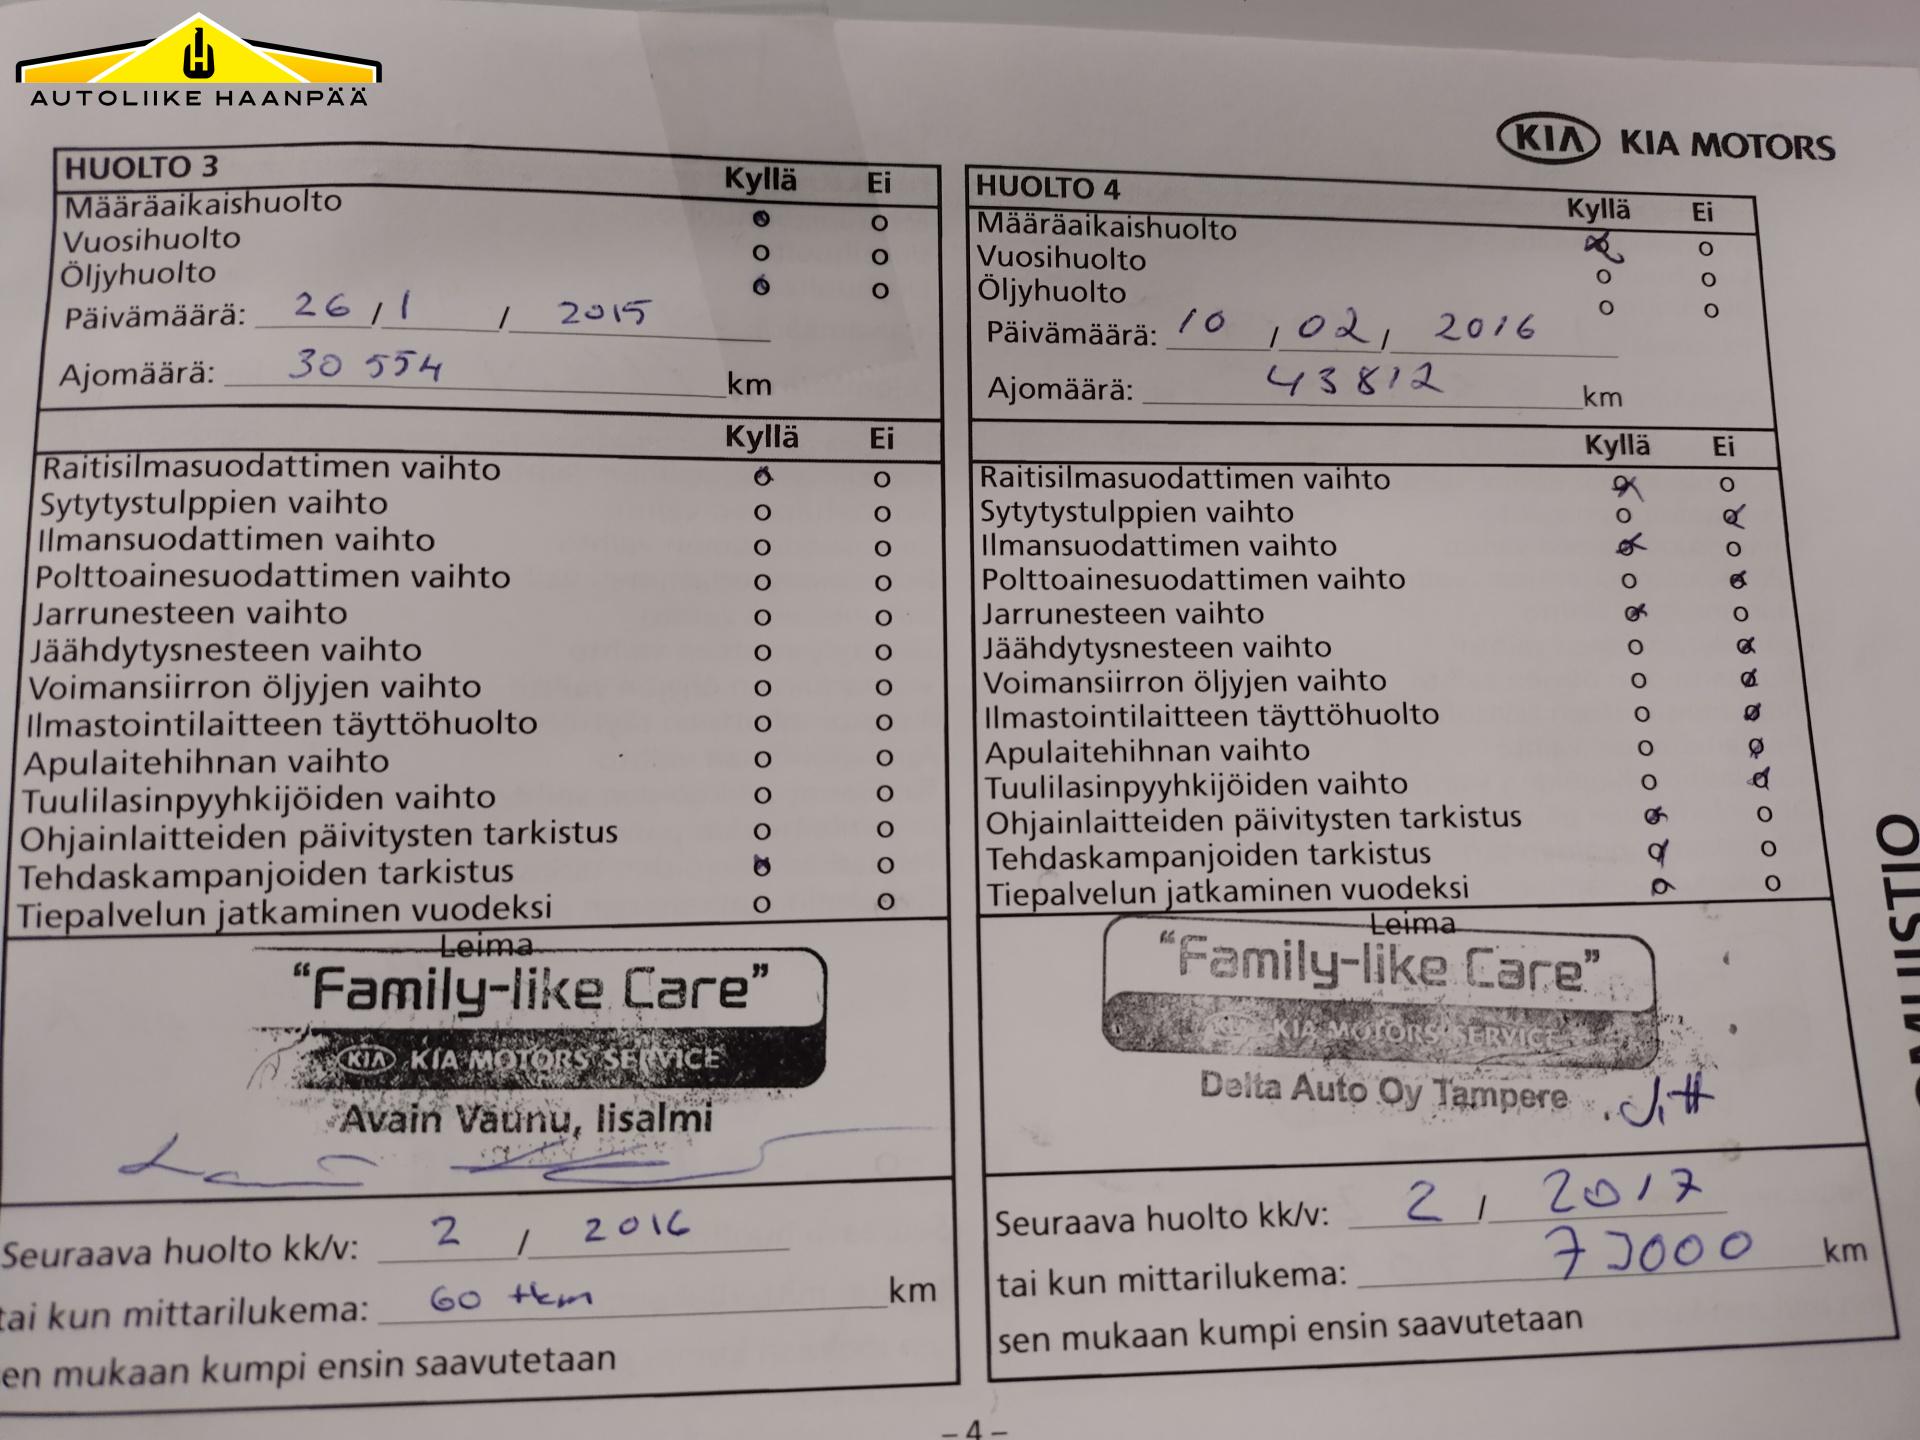 AUTOLIIKE HAANPÄÄ
KIA KIA MOTORS
HUOLTO 3
Kyllä Ei
Määräaikaishuolto o o
Vuosihuolto o o
Öljyhuolto o o
Päivämäärä: 26 / 1 / 2015
Ajomäärä: 30 554 km
Kyllä Ei
Raitisilmasuodattimen vaihto o o
Sytytystulppien vaihto o o
Ilmansuodattimen vaihto o o
Polttoainesuodattimen vaihto o o
Jarrunesteen vaihto o o
Jäähdytysnesteen vaihto o o
Voimansiirron öljyjen vaihto o o
Ilmastointilaitteen täyttöhuolto o o
Apulaitehihnan vaihto o o
Tuulilasinpyyhkijöiden vaihto o o
Ohjainlaitteiden päivitysten tarkistus o o
Tehdaskampanjoiden tarkistus o o
Tiepalvelun jatkaminen vuodeksi o o
Leima
"Family-like Care"
KIA KIA MOTORS SERVICE
Avain Vaunu, Iisalmi
Seuraava huolto kk/v: 2 / 2016
tai kun mittarilukema: 60 tkm km
en mukaan kumpi ensin saavutetaan
HUOLTO 4
Kyllä Ei
Määräaikaishuolto o o
Vuosihuolto o o
Öljyhuolto o o
Päivämäärä: 10 / 02 / 2016
Ajomäärä: 43812 km
Kyllä Ei
Raitisilmasuodattimen vaihto o o
Sytytystulppien vaihto o o
Ilmansuodattimen vaihto o o
Polttoainesuodattimen vaihto o o
Jarrunesteen vaihto o o
Jäähdytysnesteen vaihto o o
Voimansiirron öljyjen vaihto o o
Ilmastointilaitteen täyttöhuolto o o
Apulaitehihnan vaihto o o
Tuulilasinpyyhkijöiden vaihto o o
Ohjainlaitteiden päivitysten tarkistus o o
Tehdaskampanjoiden tarkistus o o
Tiepalvelun jatkaminen vuodeksi o o
Leima
"Family-like Care"
KIA KIA MOTORS SERVICE
Delta Auto Oy Tampere
Seuraava huolto kk/v: 2 / 2017
tai kun mittarilukema: km
sen mukaan kumpi ensin saavutetaan
– 4 –